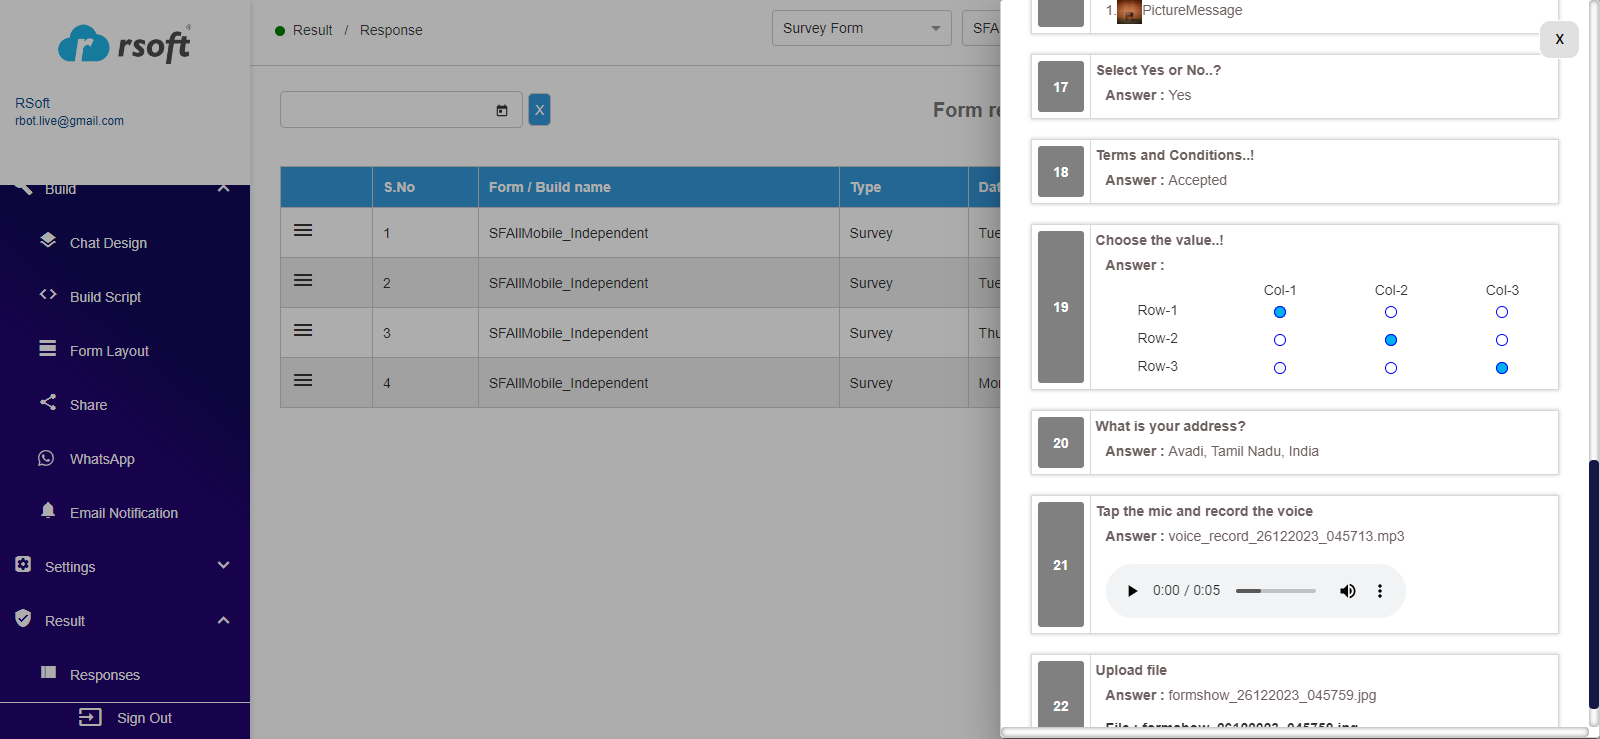 rsoft
RSoft
rbot.live@gmail.com
Build
Chat Design
Build Script
Form Layout
Share
WhatsApp
Email Notification
Settings
Result
Responses
Sign Out
Result / Response
Survey Form
SFA
X
Form re
S.No Form / Build name Type Dat
1 SFAllMobile_Independent Survey Tue
2 SFAllMobile_Independent Survey Tue
3 SFAllMobile_Independent Survey Thu
4 SFAllMobile_Independent Survey Mon
X
1. PictureMessage
17
Select Yes or No..?
Answer : Yes
18
Terms and Conditions..!
Answer : Accepted
19
Choose the value..!
Answer :
Col-1 Col-2 Col-3
Row-1
Row-2
Row-3
20
What is your address?
Answer : Avadi, Tamil Nadu, India
21
Tap the mic and record the voice
Answer : voice_record_26122023_045713.mp3
0:00 / 0:05
22
Upload file
Answer : formshow_26122023_045759.jpg
File : formshow_26122023_045759.jpg